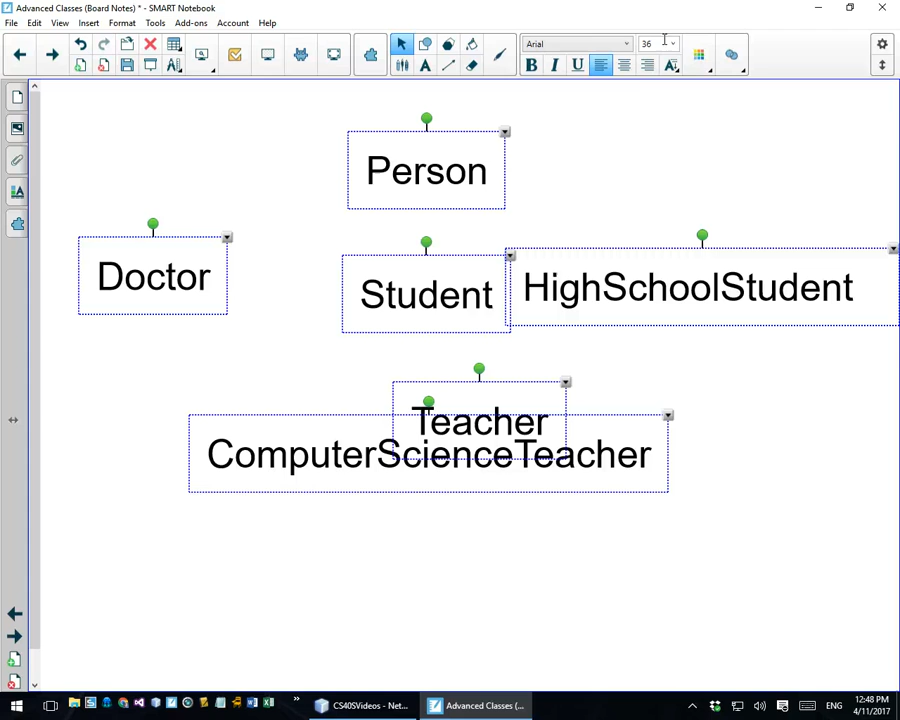 Advanced Classes (Board Notes) * - SMART Notebook
File Edit View Insert Format Tools Add-ons Account Help
Arial 36
B I U
Person
Doctor
Student
HighSchoolStudent
Teacher
ComputerScienceTeacher
CS40SVideos - Net...
Advanced Classes (...
ENG
12:48 PM
4/11/2017